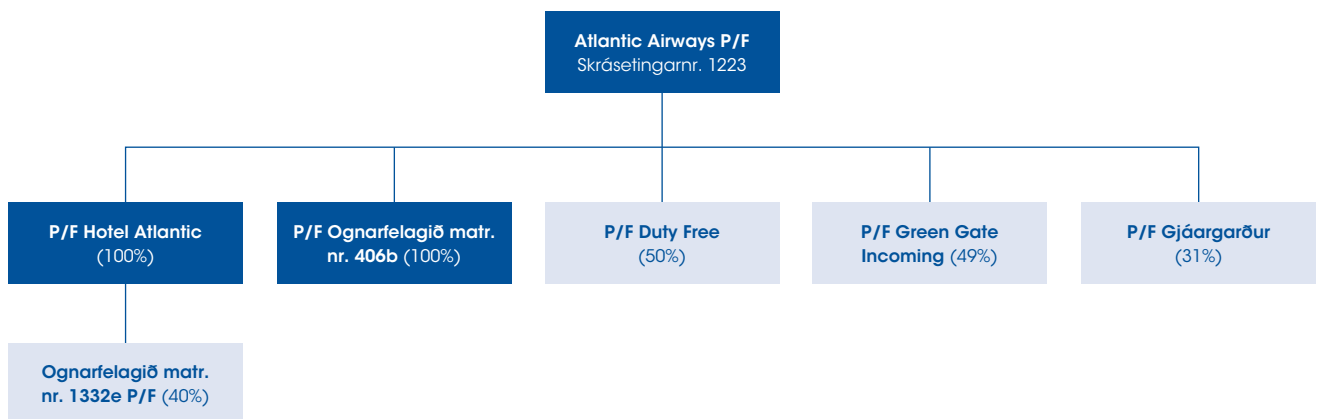 Atlantic Airways P/F
Skrásetingarnr. 1223
P/F Hotel Atlantic
(100%)
P/F Ognarfelagið matr.
nr. 406b (100%)
P/F Duty Free
(50%)
P/F Green Gate
Incoming (49%)
P/F Gjáargarður
(31%)
Ognarfelagið matr.
nr. 1332e P/F (40%)